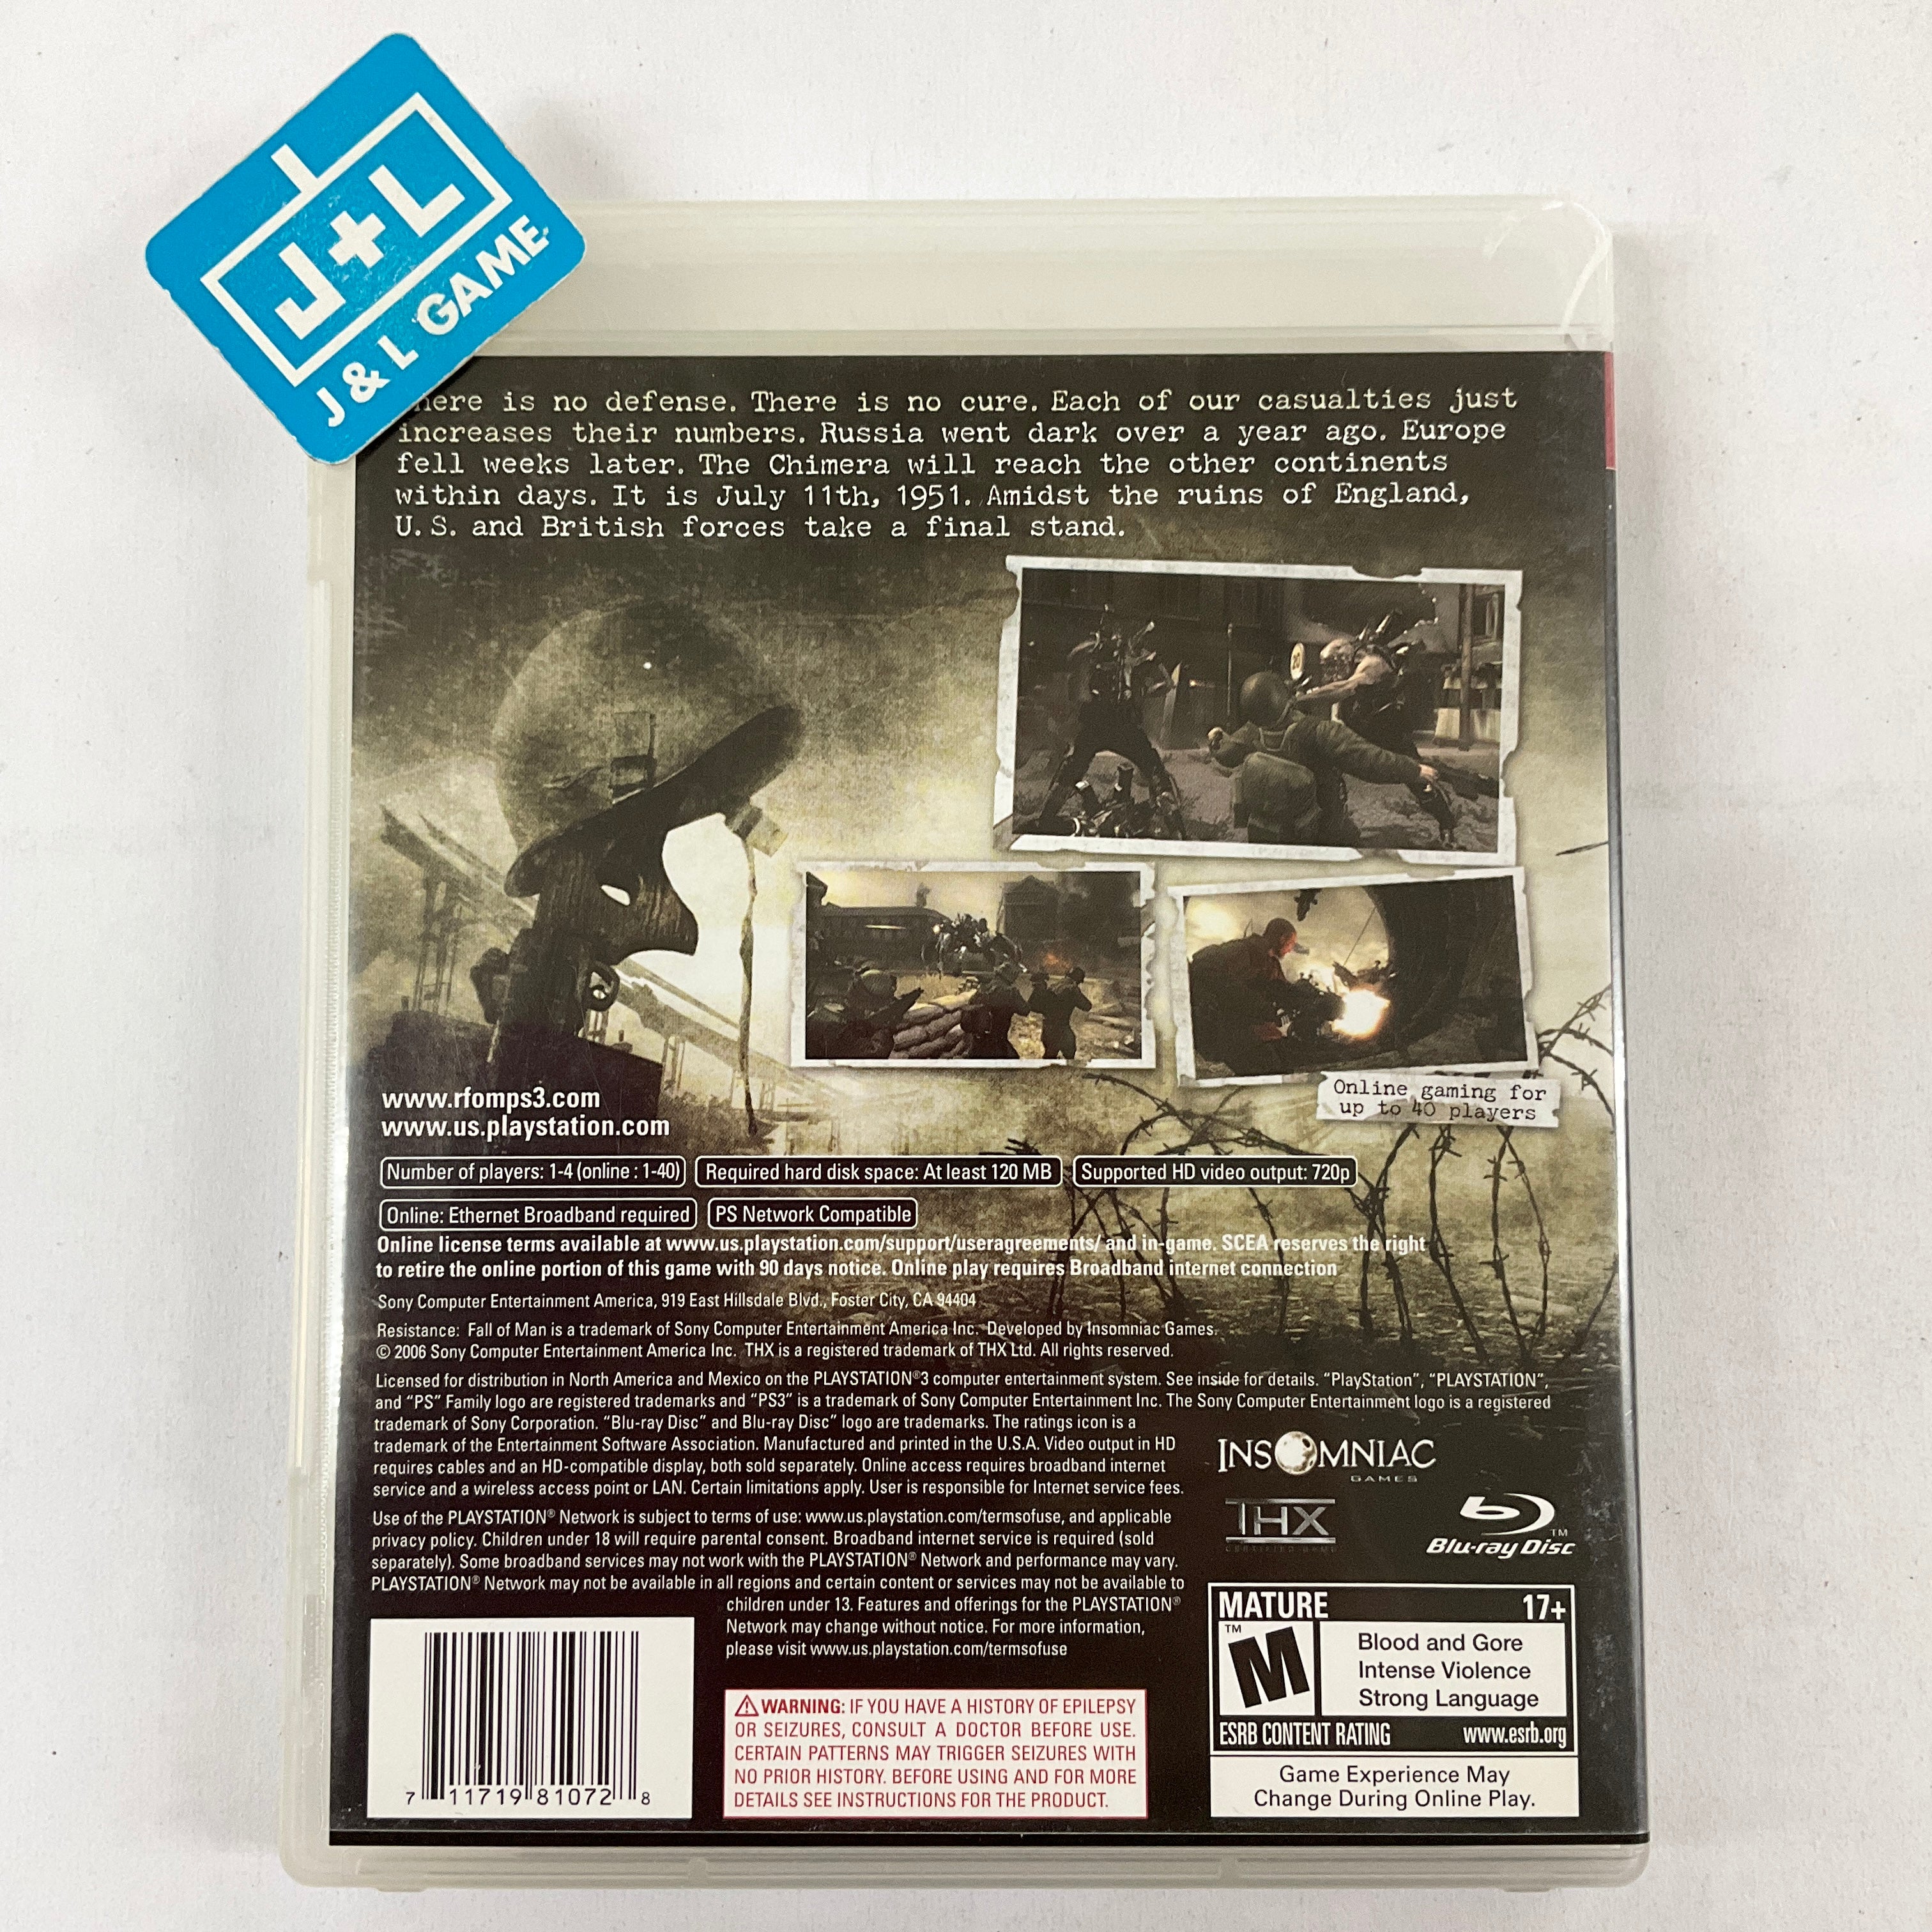 J+L
J & L GAME
here is no defense. There is no cure. Each of our casualties just
increases their numbers. Russia went dark over a year ago. Europe
fell weeks later. The Chimera will reach the other continents
within days. It is July 11th, 1951. Amidst the ruins of England,
U.S. and British forces take a final stand.
Online gaming for
up to 40 players
www.rfomps3.com
www.us.playstation.com
Number of players: 1-4 (online : 1-40) Required hard disk space: At least 120 MB Supported HD video output: 720p
Online: Ethernet Broadband required PS Network Compatible
Online license terms available at www.us.playstation.com/support/useragreements/ and in-game. SCEA reserves the right
to retire the online portion of this game with 90 days notice. Online play requires Broadband internet connection
Sony Computer Entertainment America, 919 East Hillsdale Blvd., Foster City, CA 94404
Resistance: Fall of Man is a trademark of Sony Computer Entertainment America Inc. Developed by Insomniac Games.
© 2006 Sony Computer Entertainment America Inc. THX is a registered trademark of THX Ltd. All rights reserved.
Licensed for distribution in North America and Mexico on the PLAYSTATION®3 computer entertainment system. See inside for details. “PlayStation”, “PLAYSTATION”,
and “PS” Family logo are registered trademarks and “PS3” is a trademark of Sony Computer Entertainment Inc. The Sony Computer Entertainment logo is a registered
trademark of Sony Corporation. “Blu-ray Disc” and Blu-ray Disc” logo are trademarks. The ratings icon is a
trademark of the Entertainment Software Association. Manufactured and printed in the U.S.A. Video output in HD
requires cables and an HD-compatible display, both sold separately. Online access requires broadband internet
service and a wireless access point or LAN. Certain limitations apply. User is responsible for Internet service fees.
Use of the PLAYSTATION® Network is subject to terms of use: www.us.playstation.com/termsofuse, and applicable
privacy policy. Children under 18 will require parental consent. Broadband internet service is required (sold
separately). Some broadband services may not work with the PLAYSTATION® Network and performance may vary.
PLAYSTATION® Network may not be available in all regions and certain content or services may not be available to
children under 13. Features and offerings for the PLAYSTATION®
Network may change without notice. For more information,
please visit www.us.playstation.com/termsofuse
INSOMNIAC
GAMES
THX
Blu-ray Disc™
7 11719 81072 8
WARNING: IF YOU HAVE A HISTORY OF EPILEPSY
OR SEIZURES, CONSULT A DOCTOR BEFORE USE.
CERTAIN PATTERNS MAY TRIGGER SEIZURES WITH
NO PRIOR HISTORY. BEFORE USING AND FOR MORE
DETAILS SEE INSTRUCTIONS FOR THE PRODUCT.
MATURE 17+
M™
Blood and Gore
Intense Violence
Strong Language
ESRB CONTENT RATING www.esrb.org
Game Experience May
Change During Online Play.